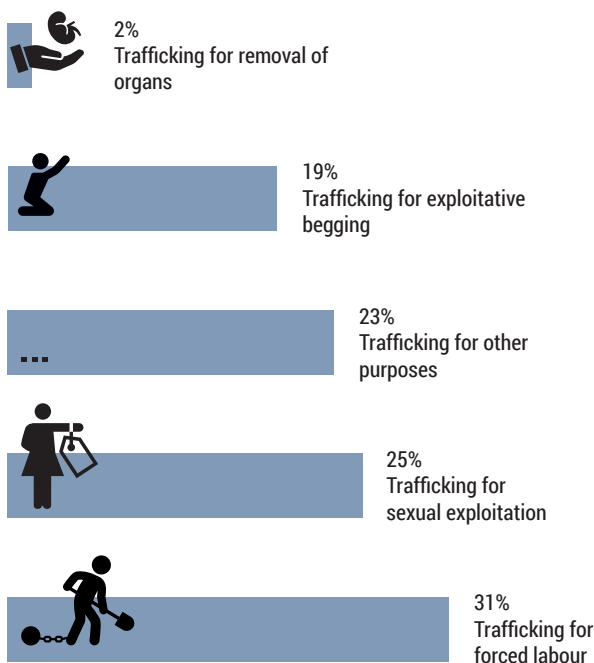 2%
Trafficking for removal of
organs
19%
Trafficking for exploitative
begging
23%
Trafficking for other
purposes
25%
Trafficking for
sexual exploitation
31%
Trafficking for
forced labour